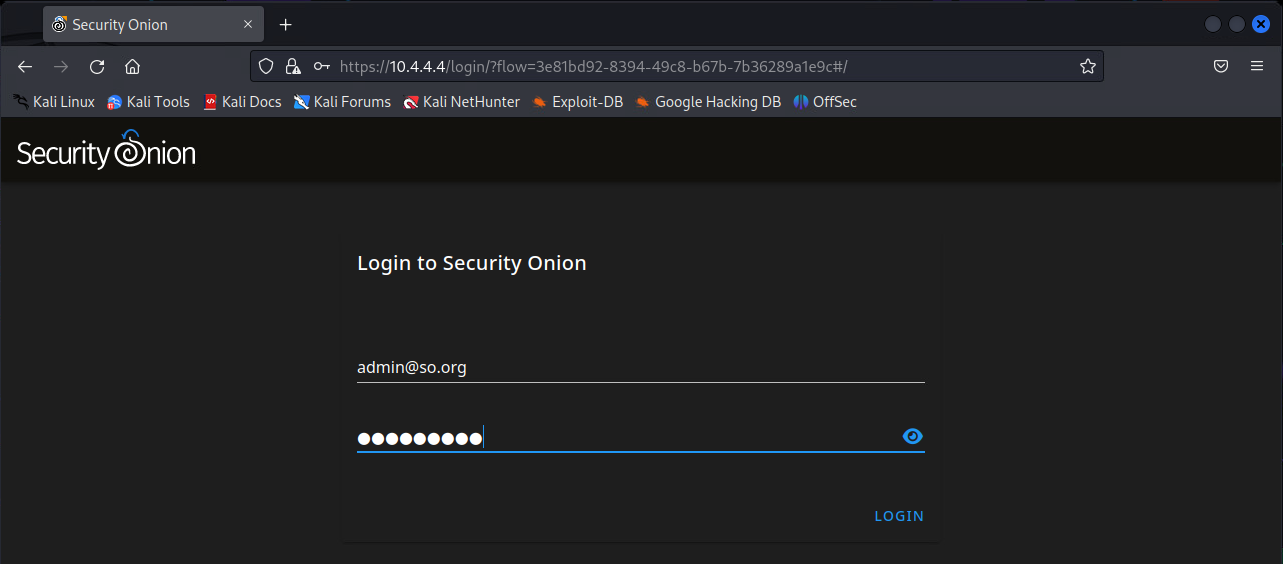 Security Onion
https://10.4.4.4/login/?flow=3e81bd92-8394-49c8-b67b-7b36289a1e9c#/
Kali Linux Kali Tools Kali Docs Kali Forums Kali NetHunter Exploit-DB Google Hacking DB OffSec
Security Onion
Login to Security Onion
admin@so.org
●●●●●●●●●
LOGIN